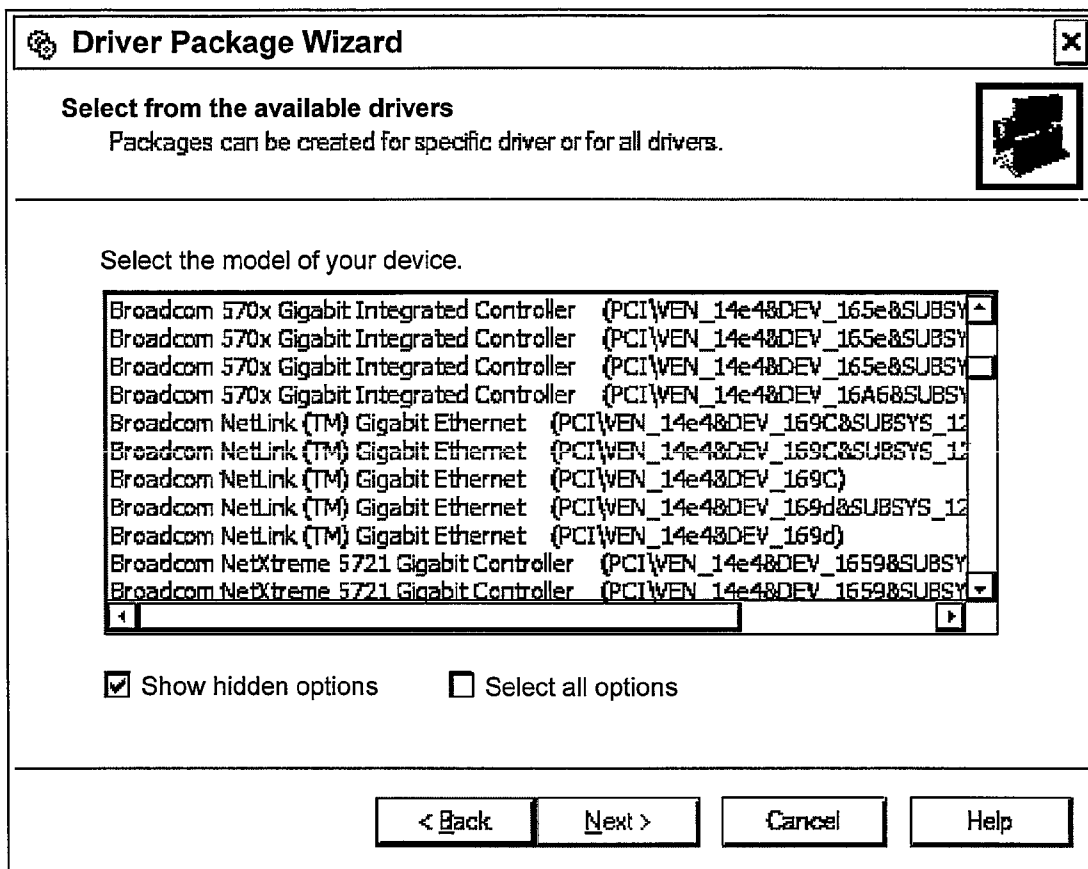 Driver Package Wizard
Select from the available drivers
Packages can be created for specific driver or for all drivers.
Select the model of your device.
Broadcom 570x Gigabit Integrated Controller (PCI\VEN_14e4&DEV_165e&SUBSY
Broadcom 570x Gigabit Integrated Controller (PCI\VEN_14e4&DEV_165e&SUBSY
Broadcom 570x Gigabit Integrated Controller (PCI\VEN_14e4&DEV_165e&SUBSY
Broadcom 570x Gigabit Integrated Controller (PCI\VEN_14e4&DEV_16A6&SUBSY
Broadcom NetLink (TM) Gigabit Ethernet (PCI\VEN_14e4&DEV_169C&SUBSYS_12
Broadcom NetLink (TM) Gigabit Ethernet (PCI\VEN_14e4&DEV_169C&SUBSYS_12
Broadcom NetLink (TM) Gigabit Ethernet (PCI\VEN_14e4&DEV_169C)
Broadcom NetLink (TM) Gigabit Ethernet (PCI\VEN_14e4&DEV_169d&SUBSYS_12
Broadcom NetLink (TM) Gigabit Ethernet (PCI\VEN_14e4&DEV_169d)
Broadcom NetXtreme 5721 Gigabit Controller (PCI\VEN_14e4&DEV_1659&SUBSY
Broadcom NetXtreme 5721 Gigabit Controller (PCI\VEN_14e4&DEV_1659&SUBSY
Show hidden options Select all options
< Back Next > Cancel Help